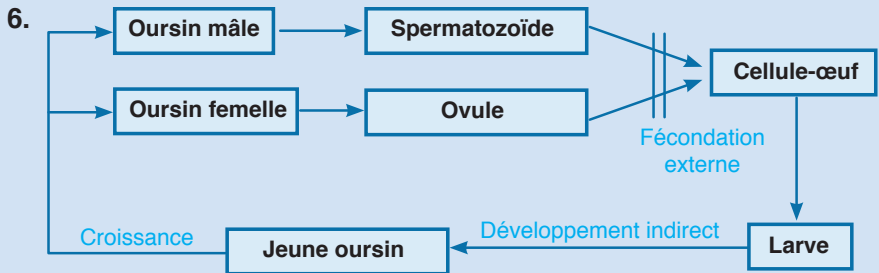 6.
Oursin mâle
Spermatozoïde
Cellule-œuf
Oursin femelle
Ovule
Fécondation
externe
Croissance
Jeune oursin
Développement indirect
Larve